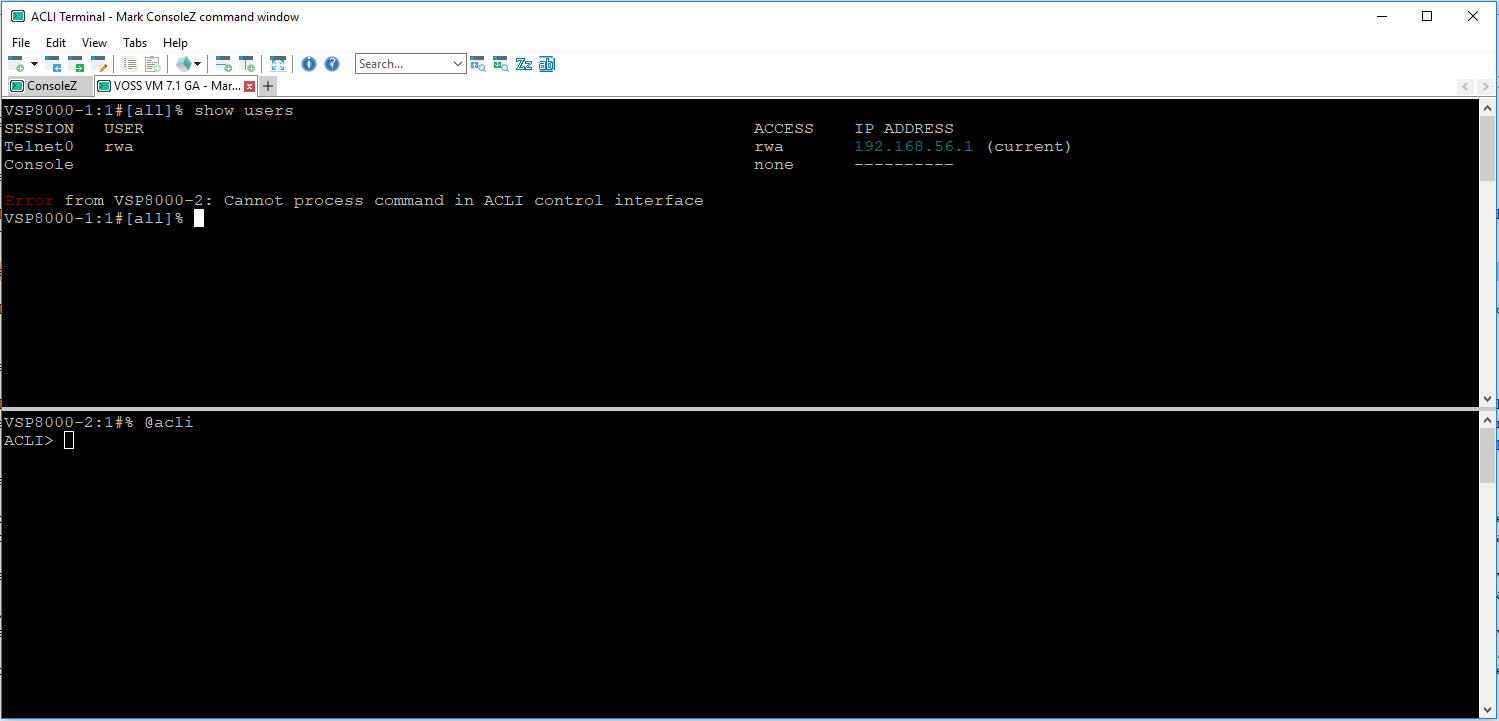 ACLI Terminal - Mark ConsoleZ command window
File Edit View Tabs Help
Search...
ConsoleZ VOSS VM 7.1 GA - Mar...
VSP8000-1:1#[all]% show users
SESSION USER ACCESS IP ADDRESS
Telnet0 rwa rwa 192.168.56.1 (current)
Console none ----------
Error from VSP8000-2: Cannot process command in ACLI control interface
VSP8000-1:1#[all]%
VSP8000-2:1#% @acli
ACLI>